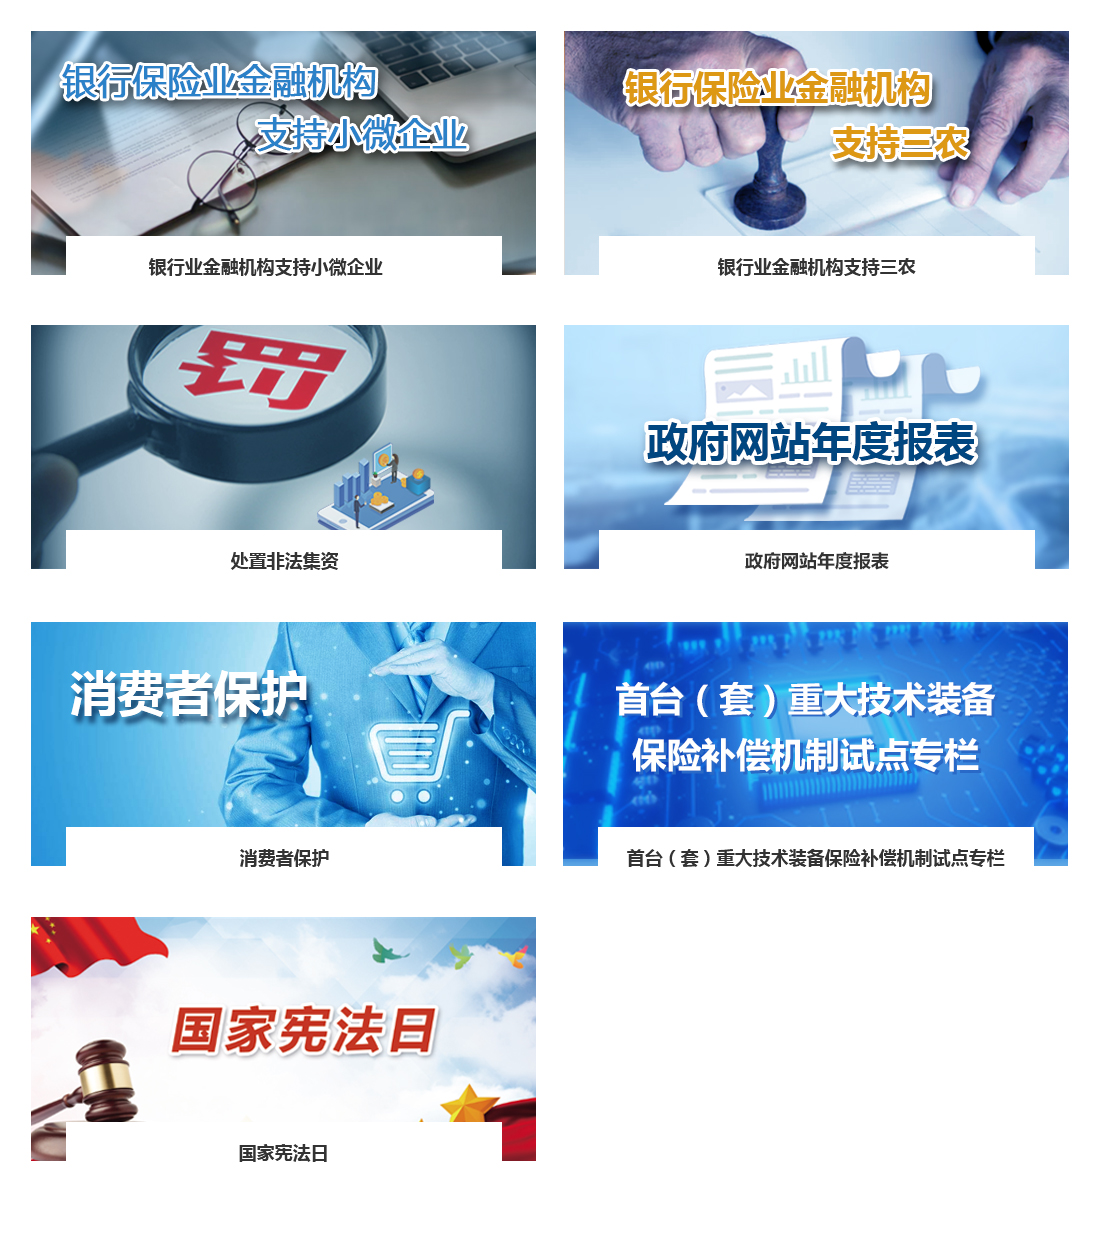 银行保险业金融机构
支持小微企业
银行业金融机构支持小微企业
银行保险业金融机构
支持三农
银行业金融机构支持三农
罚
处置非法集资
政府网站年度报表
政府网站年度报表
消费者保护
消费者保护
首台（套）重大技术装备
保险补偿机制试点专栏
首台（套）重大技术装备保险补偿机制试点专栏
国家宪法日
国家宪法日